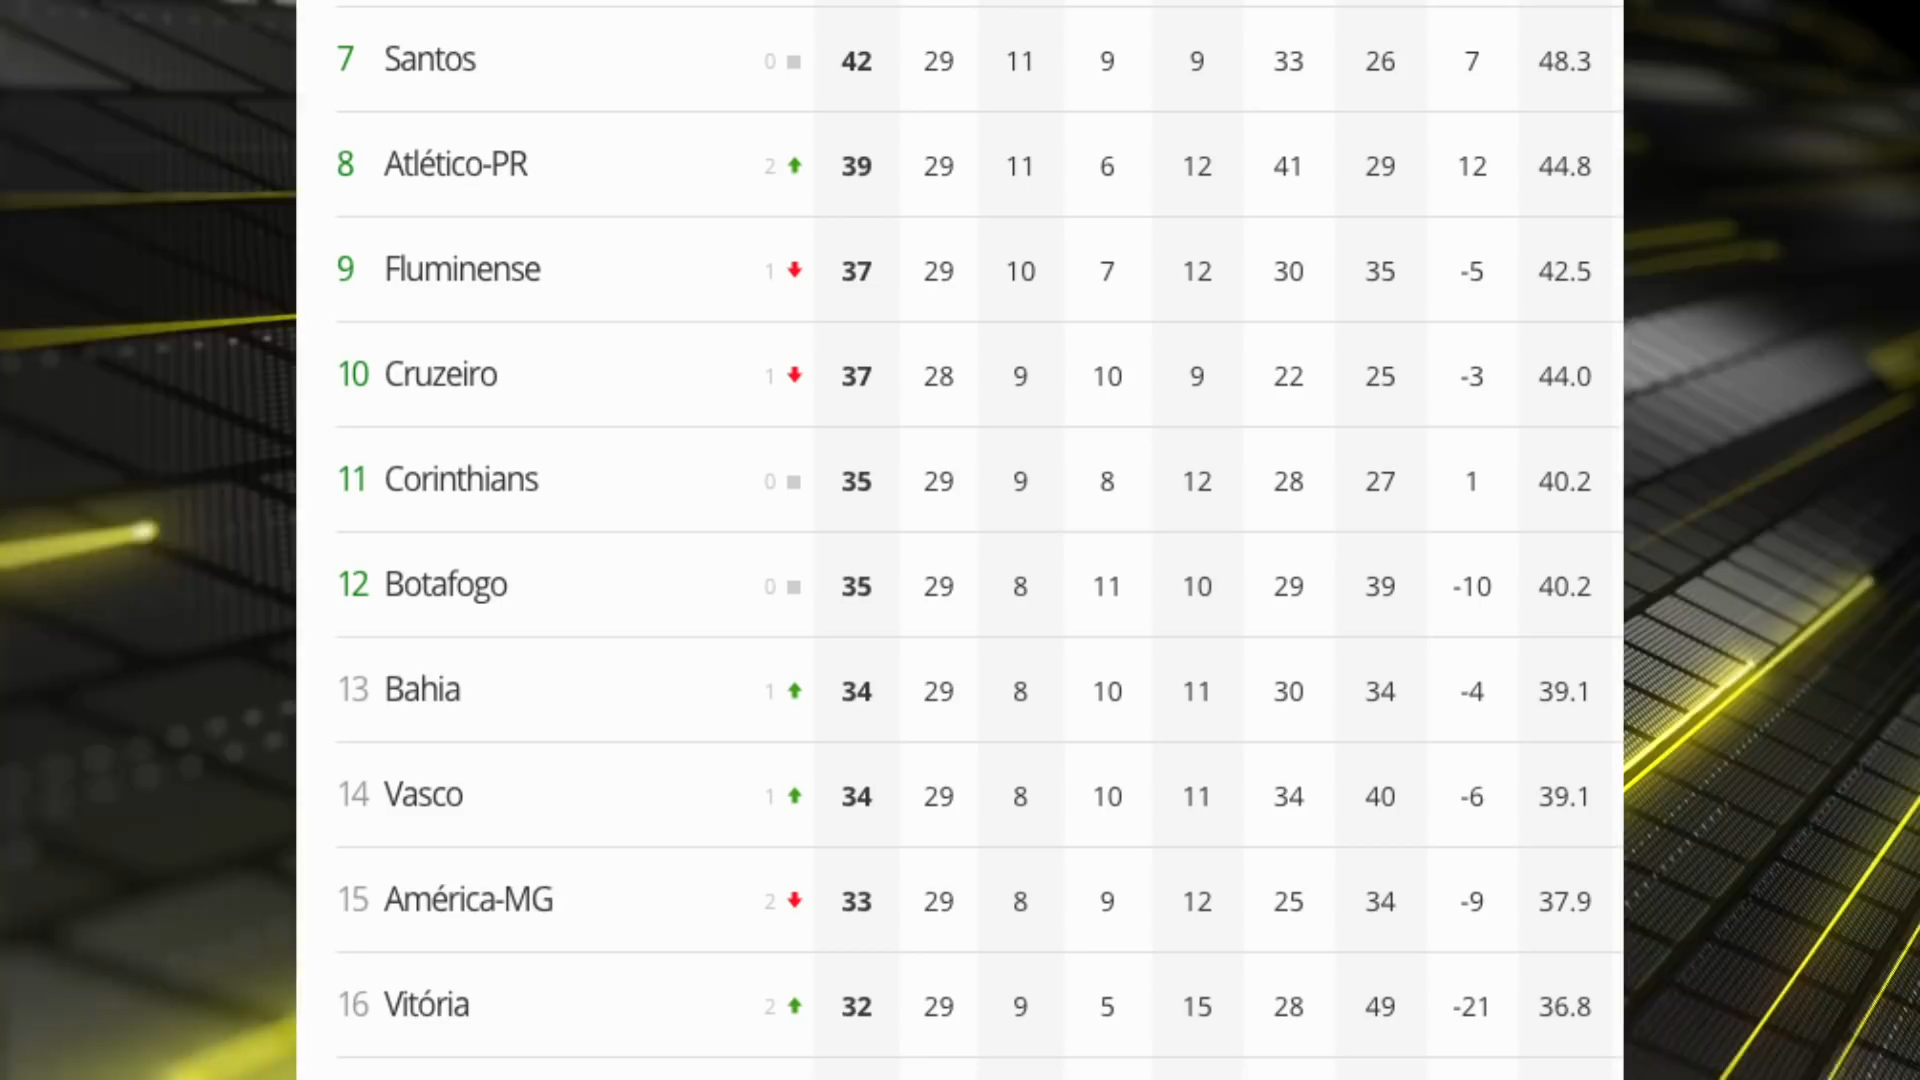 7 Santos 0 42 29 11 9 9 33 26 7 48.3
8 Atlético-PR 2 39 29 11 6 12 41 29 12 44.8
9 Fluminense 1 37 29 10 7 12 30 35 -5 42.5
10 Cruzeiro 1 37 28 9 10 9 22 25 -3 44.0
11 Corinthians 0 35 29 9 8 12 28 27 1 40.2
12 Botafogo 0 35 29 8 11 10 29 39 -10 40.2
13 Bahia 1 34 29 8 10 11 30 34 -4 39.1
14 Vasco 1 34 29 8 10 11 34 40 -6 39.1
15 América-MG 2 33 29 8 9 12 25 34 -9 37.9
16 Vitória 2 32 29 9 5 15 28 49 -21 36.8